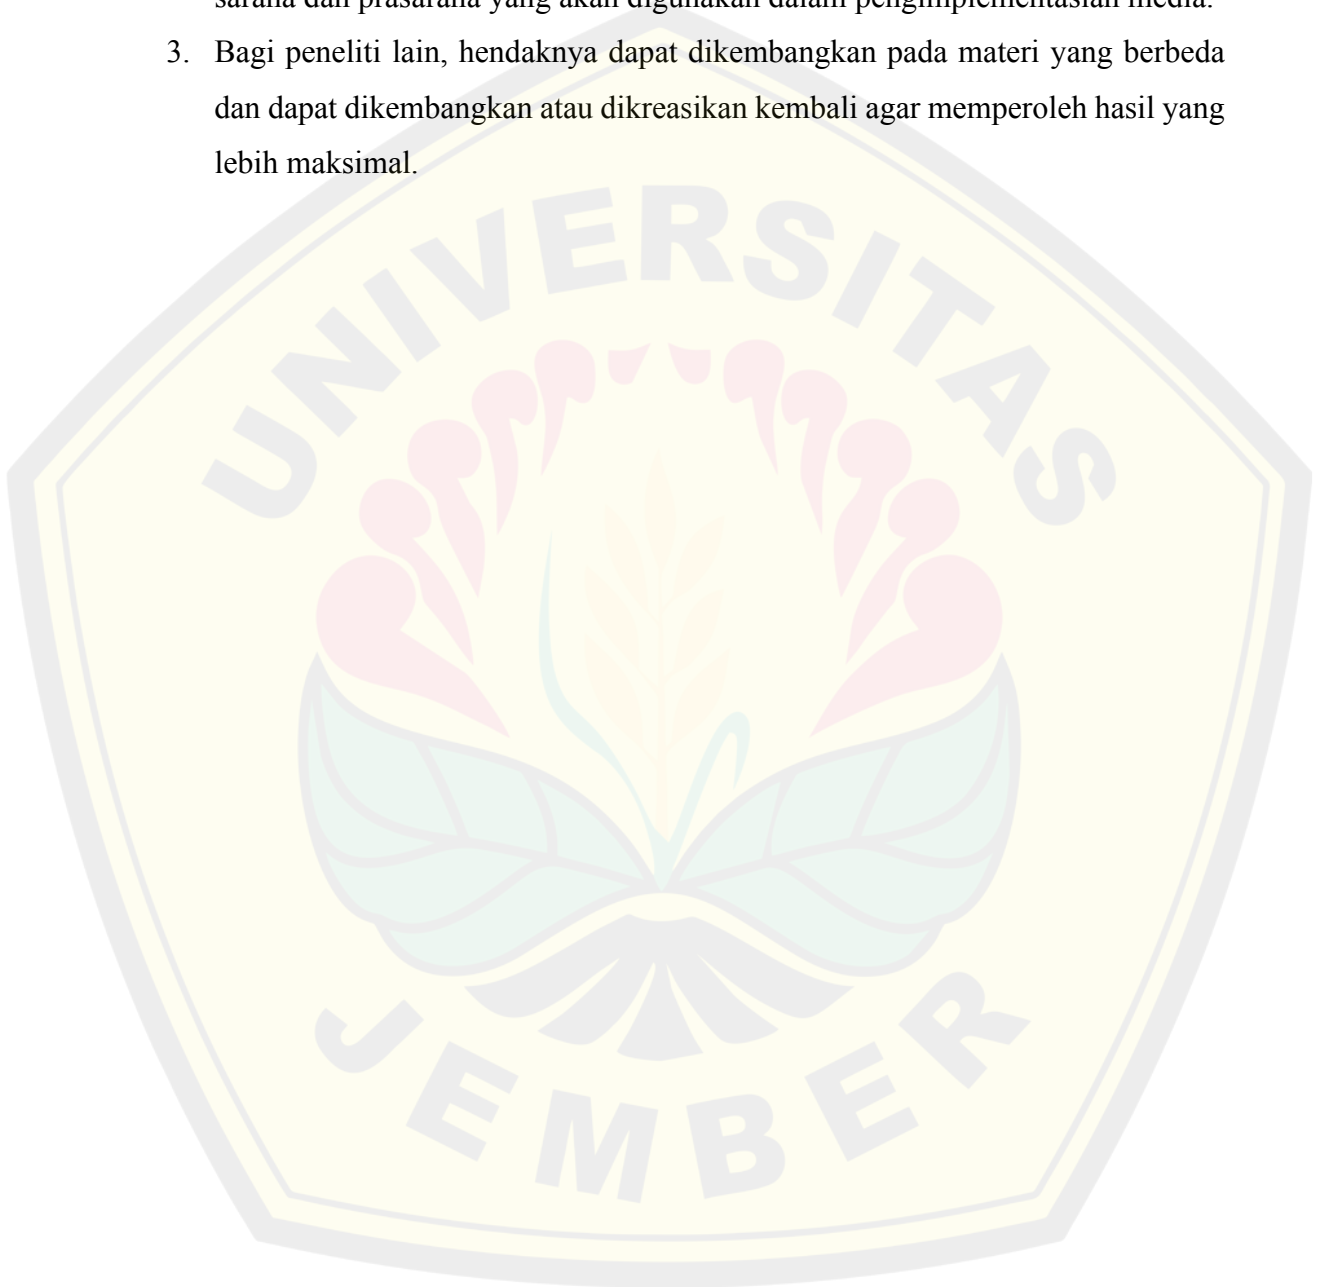 sarana dan prasarana yang akan digunakan dalam pengimplementasian media.
3. Bagi peneliti lain, hendaknya dapat dikembangkan pada materi yang berbeda
dan dapat dikembangkan atau dikreasikan kembali agar memperoleh hasil yang
lebih maksimal.
UNIVERSITAS
JEMBER